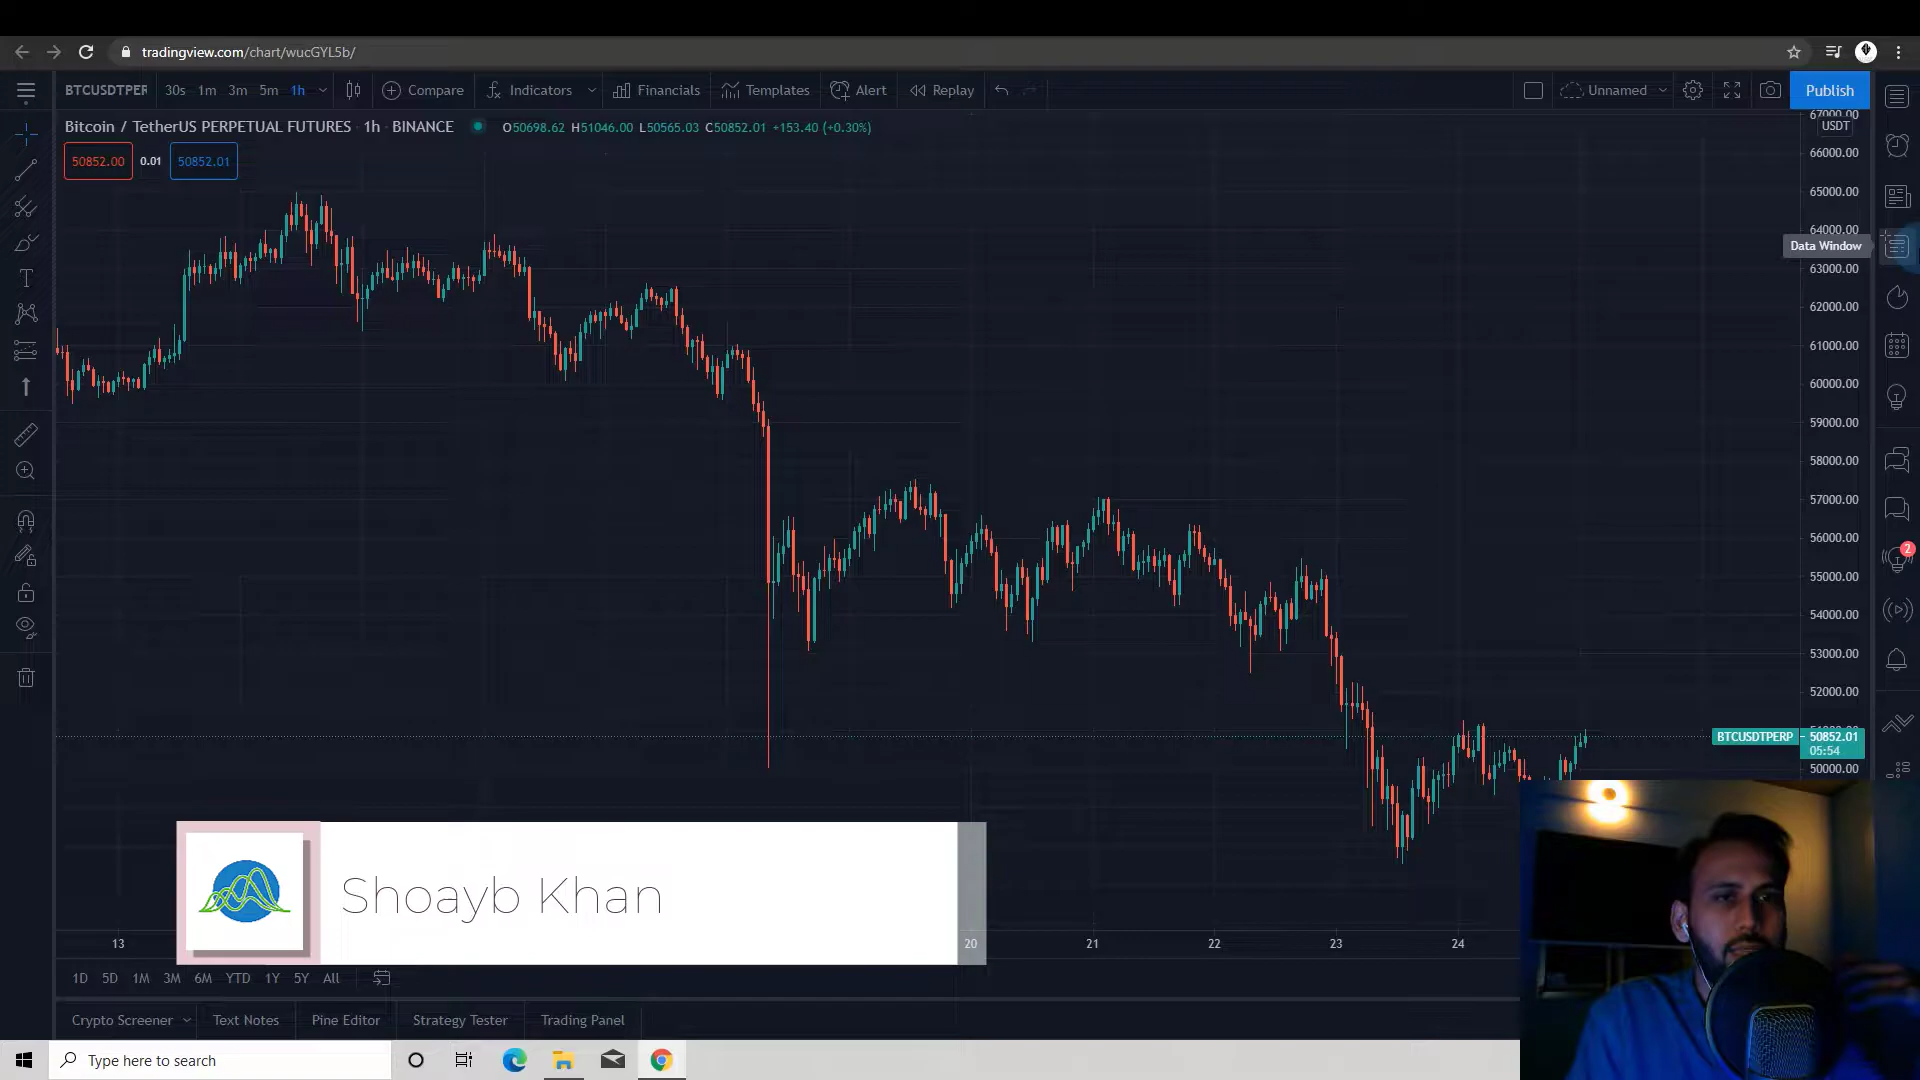 tradingview.com/chart/wucGYL5b/
BTCUSDTPER 30s 1m 3m 5m 1h Compare Indicators Financials Templates Alert Replay Unnamed Publish
Bitcoin / TetherUS PERPETUAL FUTURES · 1h · BINANCE O50698.62 H51046.00 L50565.03 C50852.01 +153.40 (+0.30%)
50852.00 0.01 50852.01
67000.00
USDT
66000.00
65000.00
64000.00
Data Window
63000.00
62000.00
61000.00
60000.00
59000.00
58000.00
57000.00
56000.00
2
55000.00
54000.00
53000.00
52000.00
BTCUSDTPERP 50852.01
05:54
50000.00
Shoayb Khan
13 20 21 22 23 24
1D 5D 1M 3M 6M YTD 1Y 5Y All
Crypto Screener Text Notes Pine Editor Strategy Tester Trading Panel
Type here to search